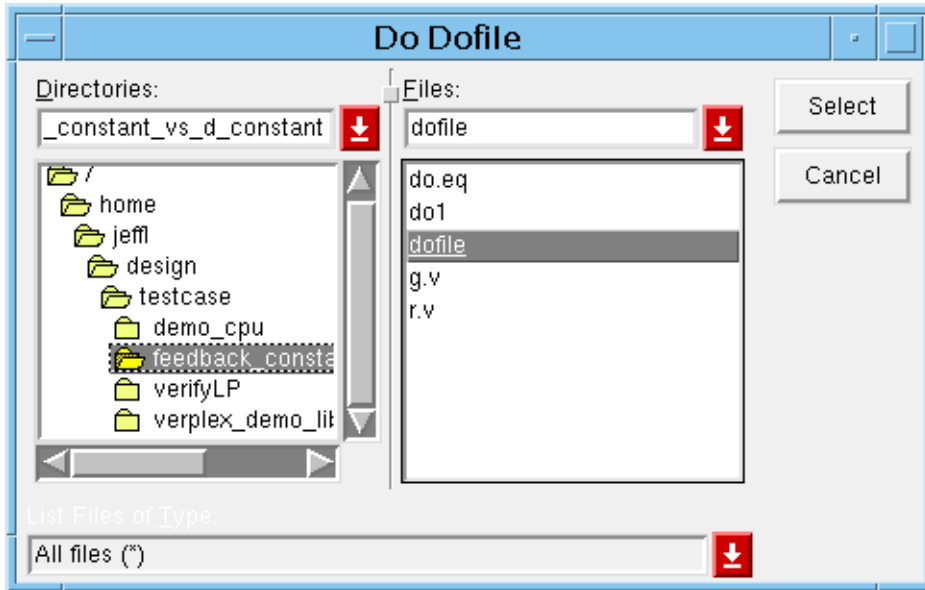 Do Dofile
Directories:
_constant_vs_d_constant
/
home
jeffl
design
testcase
demo_cpu
feedback_consta
verifyLP
verplex_demo_lit
Files:
dofile
do.eq
do1
dofile
g.v
r.v
Select
Cancel
List Files of Type:
All files (*)